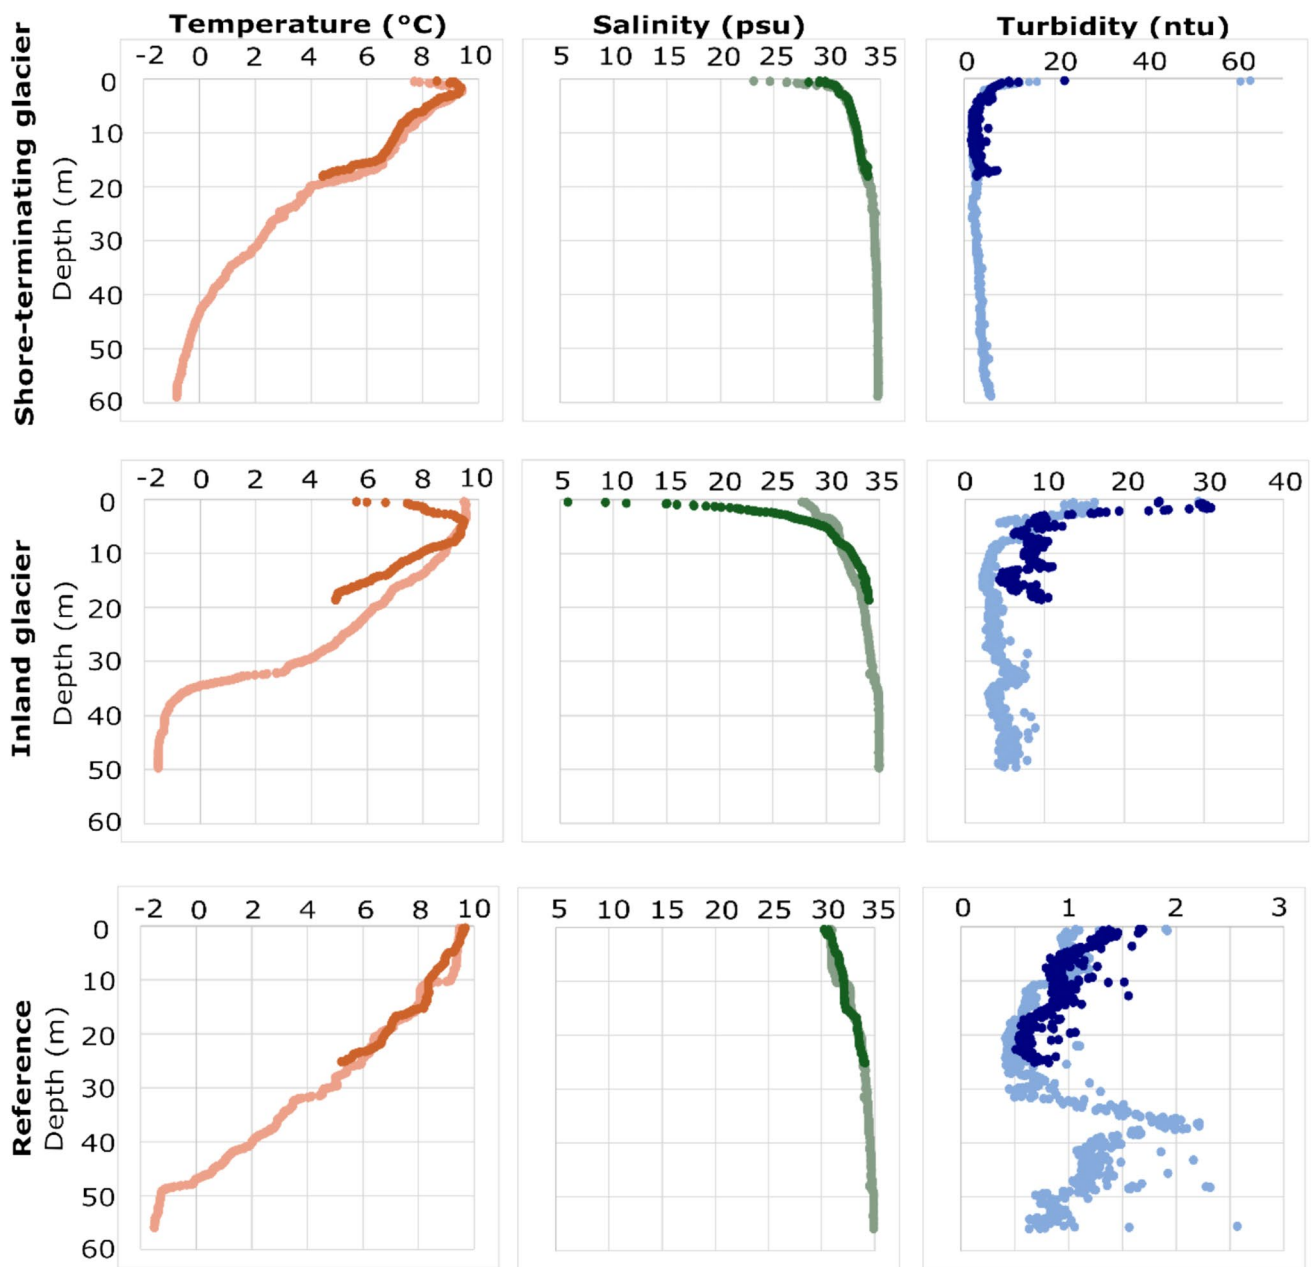 Temperature (°C) Salinity (psu) Turbidity (ntu)
-2 0 2 4 6 8 10 5 10 15 20 25 30 35 0 20 40 60
Shore-terminating glacier
Depth (m)
0
10
20
30
40
50
60
-2 0 2 4 6 8 10 5 10 15 20 25 30 35 0 10 20 30 40
Inland glacier
Depth (m)
0
10
20
30
40
50
60
-2 0 2 4 6 8 10 5 10 15 20 25 30 35 0 1 2 3
Reference
Depth (m)
0
10
20
30
40
50
60